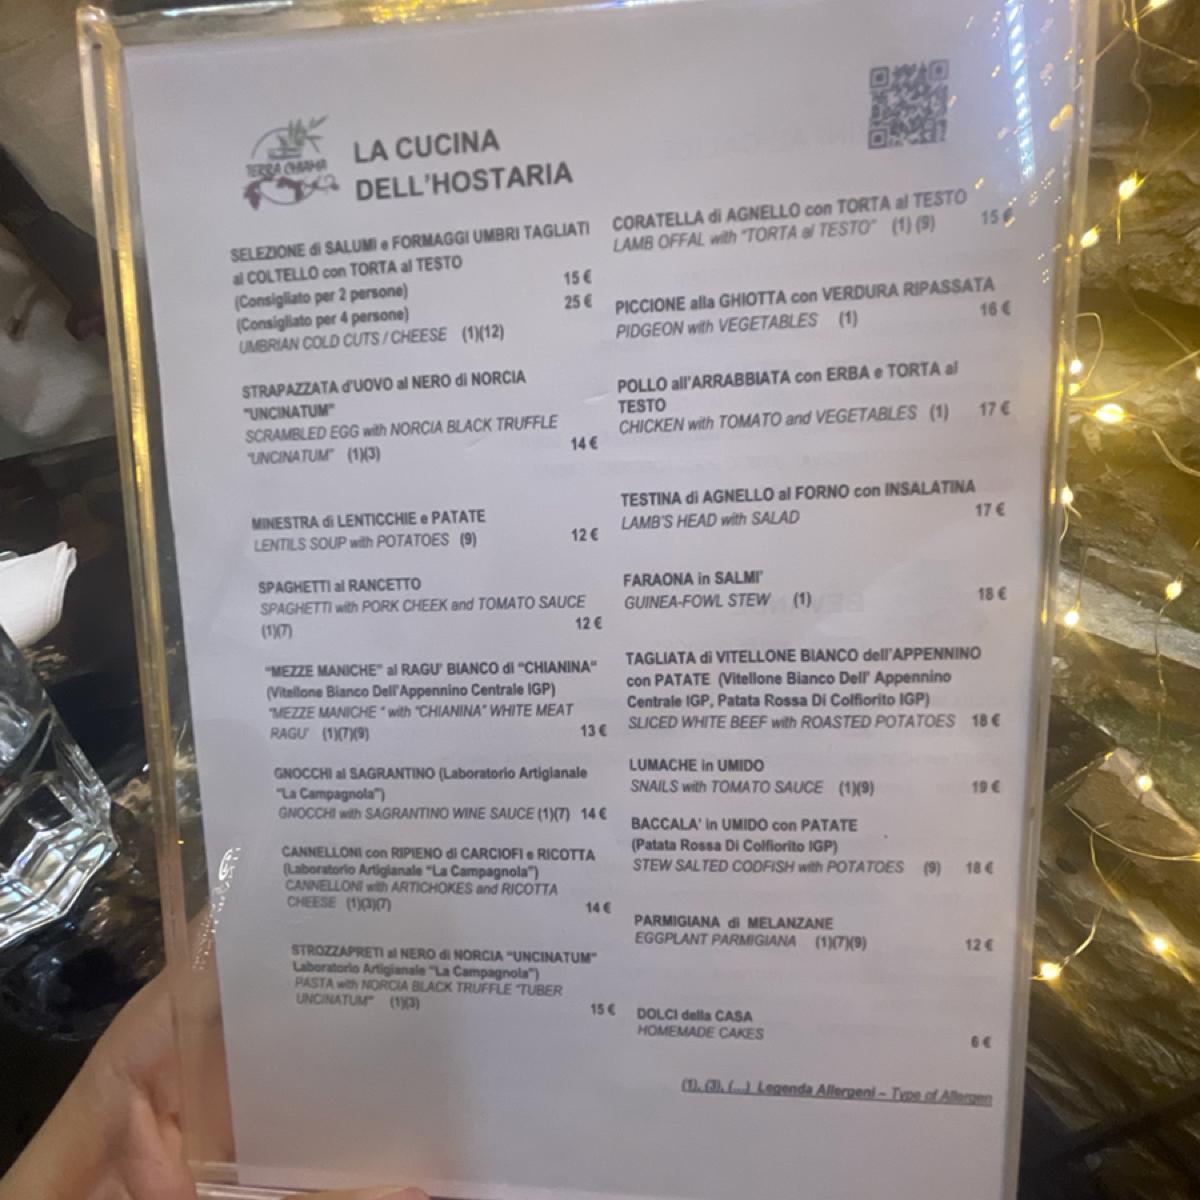 TERRA CHIAMA
LA CUCINA
DELL'HOSTARIA
SELEZIONE di SALUMI e FORMAGGI UMBRI TAGLIATI
al COLTELLO con TORTA al TESTO
(Consigliato per 2 persone) 15 €
(Consigliato per 4 persone) 25 €
UMBRIAN COLD CUTS / CHEESE (1)(12)
STRAPAZZATA d'UOVO al NERO di NORCIA
"UNCINATUM"
SCRAMBLED EGG with NORCIA BLACK TRUFFLE
"UNCINATUM" (1)(3) 14 €
MINESTRA di LENTICCHIE e PATATE
LENTILS SOUP with POTATOES (9) 12 €
SPAGHETTI al RANCETTO
SPAGHETTI with PORK CHEEK and TOMATO SAUCE
(1)(7) 12 €
"MEZZE MANICHE" al RAGU' BIANCO di "CHIANINA"
(Vitellone Bianco Dell'Appennino Centrale IGP)
"MEZZE MANICHE " with "CHIANINA" WHITE MEAT
RAGU' (1)(7)(9) 13 €
GNOCCHI al SAGRANTINO (Laboratorio Artigianale
"La Campagnola")
GNOCCHI with SAGRANTINO WINE SAUCE (1)(7) 14 €
CANNELLONI con RIPIENO di CARCIOFI e RICOTTA
(Laboratorio Artigianale "La Campagnola")
CANNELLONI with ARTICHOKES and RICOTTA
CHEESE (1)(3)(7) 14 €
STROZZAPRETI al NERO di NORCIA "UNCINATUM"
Laboratorio Artigianale "La Campagnola")
PASTA with NORCIA BLACK TRUFFLE "TUBER
UNCINATUM" (1)(3) 15 €
CORATELLA di AGNELLO con TORTA al TESTO
LAMB OFFAL with "TORTA al TESTO" (1) (9) 15 €
PICCIONE alla GHIOTTA con VERDURA RIPASSATA
PIDGEON with VEGETABLES (1) 16 €
POLLO all'ARRABBIATA con ERBA e TORTA al
TESTO
CHICKEN with TOMATO and VEGETABLES (1) 17 €
TESTINA di AGNELLO al FORNO con INSALATINA
LAMB'S HEAD with SALAD 17 €
FARAONA in SALMI'
GUINEA-FOWL STEW (1) 18 €
TAGLIATA di VITELLONE BIANCO dell'APPENNINO
con PATATE (Vitellone Bianco Dell' Appennino
Centrale IGP, Patata Rossa Di Colfiorito IGP)
SLICED WHITE BEEF with ROASTED POTATOES 18 €
LUMACHE in UMIDO
SNAILS with TOMATO SAUCE (1)(9) 19 €
BACCALA' in UMIDO con PATATE
(Patata Rossa Di Colfiorito IGP)
STEW SALTED CODFISH with POTATOES (9) 18 €
PARMIGIANA di MELANZANE
EGGPLANT PARMIGIANA (1)(7)(9) 12 €
DOLCI della CASA
HOMEMADE CAKES 6 €
(1), (3), (...) Legenda Allergeni – Type of Allergen